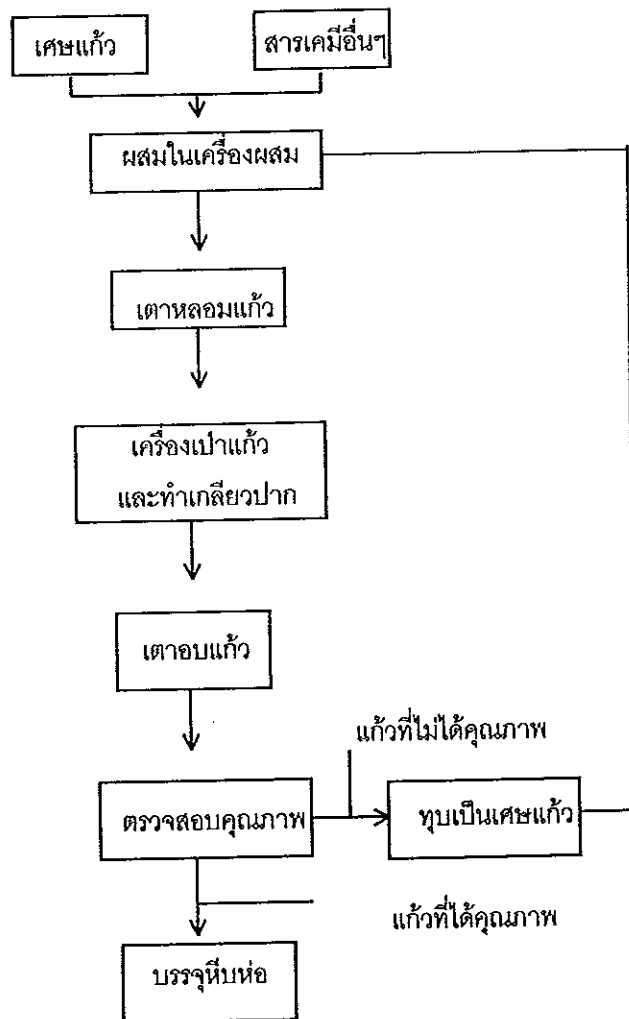 เศษแก้ว
สารเคมีอื่นๆ
ผสมในเครื่องผสม
เตาหลอมแก้ว
เครื่องเป่าแก้ว
และทำเกลียวปาก
เตาอบแก้ว
แก้วที่ไม่ได้คุณภาพ
ตรวจสอบคุณภาพ
ทุบเป็นเศษแก้ว
แก้วที่ได้คุณภาพ
บรรจุหีบห่อ